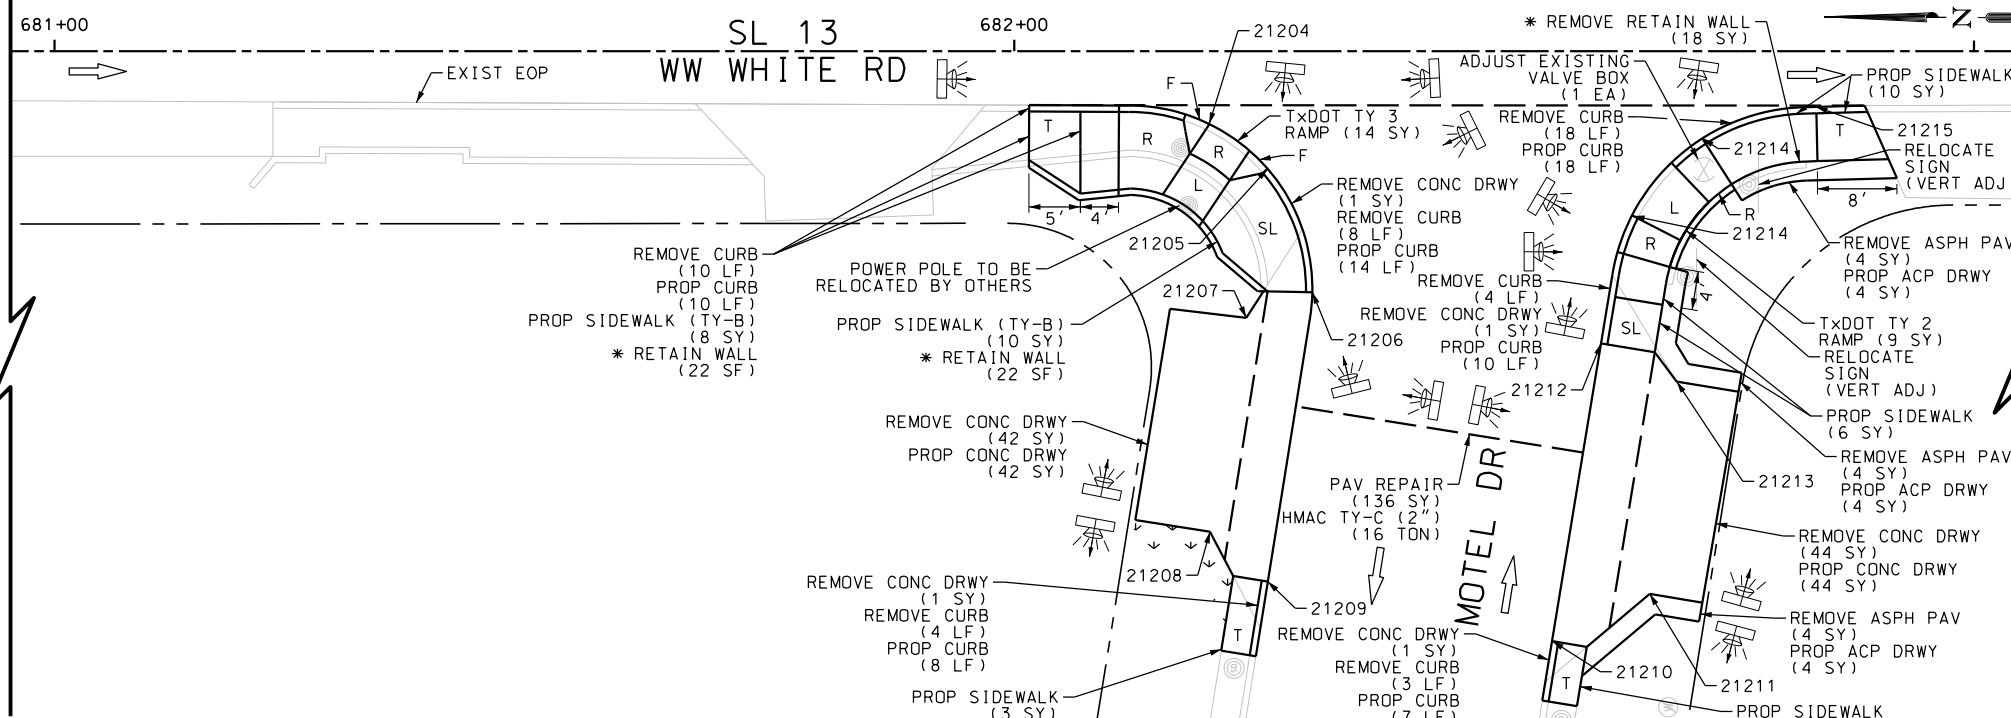 681+00
SL 13
682+00
WW WHITE RD
EXIST EOP
21204
F
* REMOVE RETAIN WALL
(18 SY)
N
ADJUST EXISTING
VALVE BOX
(1 EA)
PROP SIDEWALK
(10 SY)
T
R
R
L
SL
TxDOT TY 3
RAMP (14 SY)
F
REMOVE CURB
(18 LF)
PROP CURB
(18 LF)
21214
T
21215
RELOCATE
SIGN
(VERT ADJ
8'
L
R
R
SL
21214
5'
4'
21205
REMOVE CONC DRWY
(1 SY)
REMOVE CURB
(8 LF)
PROP CURB
(14 LF)
REMOVE CURB
(10 LF)
PROP CURB
(10 LF)
PROP SIDEWALK (TY-B)
(8 SY)
* RETAIN WALL
(22 SF)
POWER POLE TO BE
RELOCATED BY OTHERS
21207
PROP SIDEWALK (TY-B)
(10 SY)
* RETAIN WALL
(22 SF)
21206
REMOVE CURB
(4 LF)
REMOVE CONC DRWY
(1 SY)
PROP CURB
(10 LF)
21212
4'
REMOVE ASPH PAV
(4 SY)
PROP ACP DRWY
(4 SY)
TxDOT TY 2
RAMP (9 SY)
RELOCATE
SIGN
(VERT ADJ)
PROP SIDEWALK
(6 SY)
REMOVE ASPH PAV
(4 SY)
PROP ACP DRWY
(4 SY)
21213
REMOVE CONC DRWY
(42 SY)
PROP CONC DRWY
(42 SY)
PAV REPAIR
(136 SY)
HMAC TY-C (2")
(16 TON)
MOTEL DR
REMOVE CONC DRWY
(44 SY)
PROP CONC DRWY
(44 SY)
21208
REMOVE CONC DRWY
(1 SY)
REMOVE CURB
(4 LF)
PROP CURB
(8 LF)
21209
T
REMOVE CONC DRWY
(1 SY)
REMOVE CURB
(3 LF)
PROP CURB
(7 LF)
REMOVE ASPH PAV
(4 SY)
PROP ACP DRWY
(4 SY)
21210
21211
T
PROP SIDEWALK
(3 SY)
PROP SIDEWALK